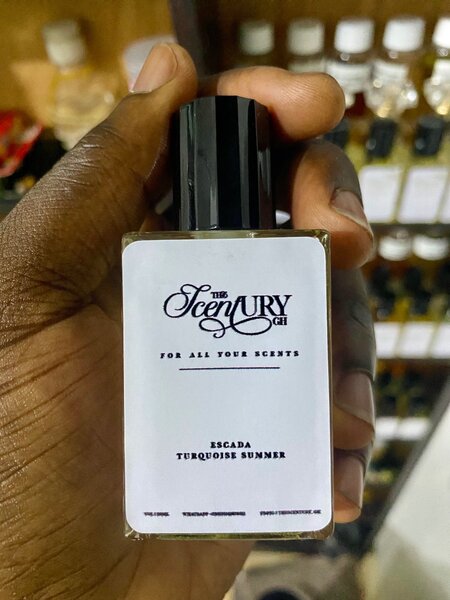 THE
ScentURY
GH
FOR ALL YOUR SCENTS
ESCADA
TURQUOISE SUMMER